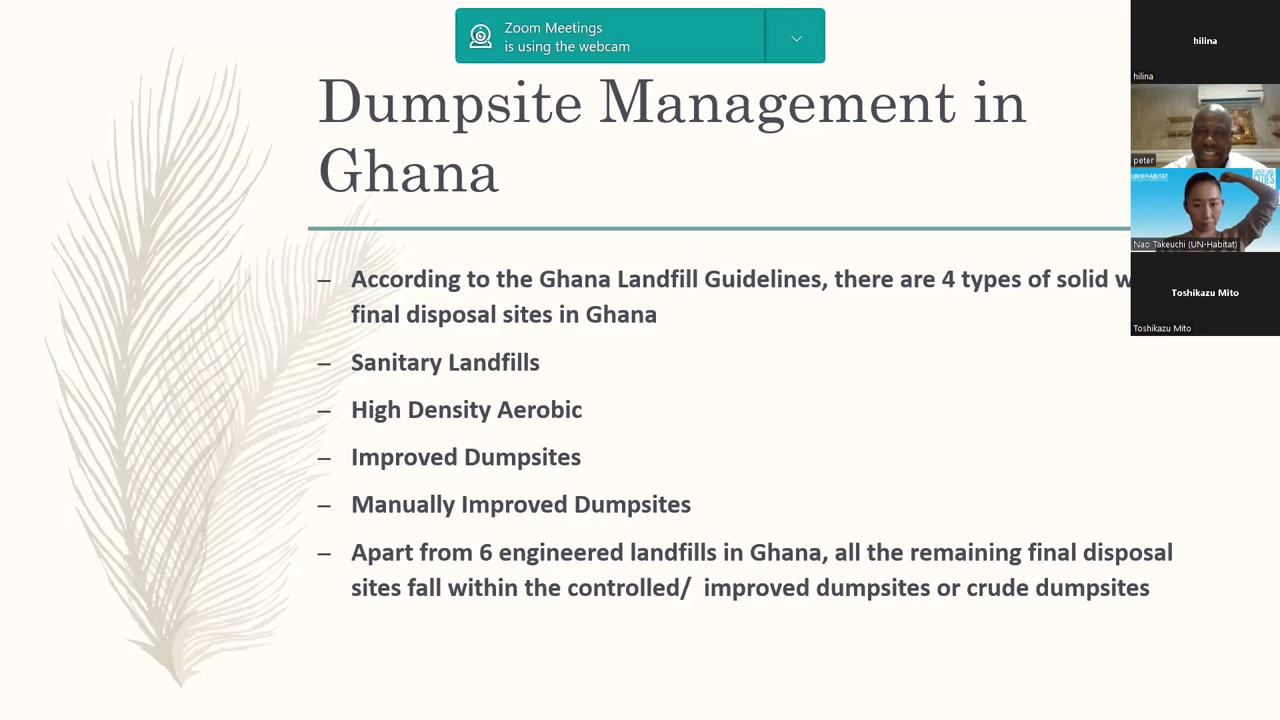 Zoom Meetings
is using the webcam
Dumpsite Management in
Ghana
– According to the Ghana Landfill Guidelines, there are 4 types of solid
final disposal sites in Ghana
– Sanitary Landfills
– High Density Aerobic
– Improved Dumpsites
– Manually Improved Dumpsites
– Apart from 6 engineered landfills in Ghana, all the remaining final disposal
sites fall within the controlled/ improved dumpsites or crude dumpsites
hilina
hilina
peter
UN-HABITAT
CITIES
Nao Takeuchi (UN-Habitat)
Toshikazu Mito
Toshikazu Mito